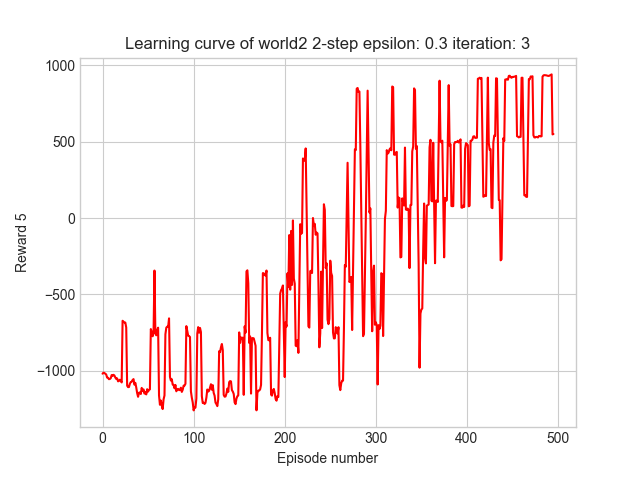 Learning curve of world2 2-step epsilon: 0.3 iteration: 3
1000
500
0
−500
−1000
Reward 5
0 100 200 300 400 500
Episode number